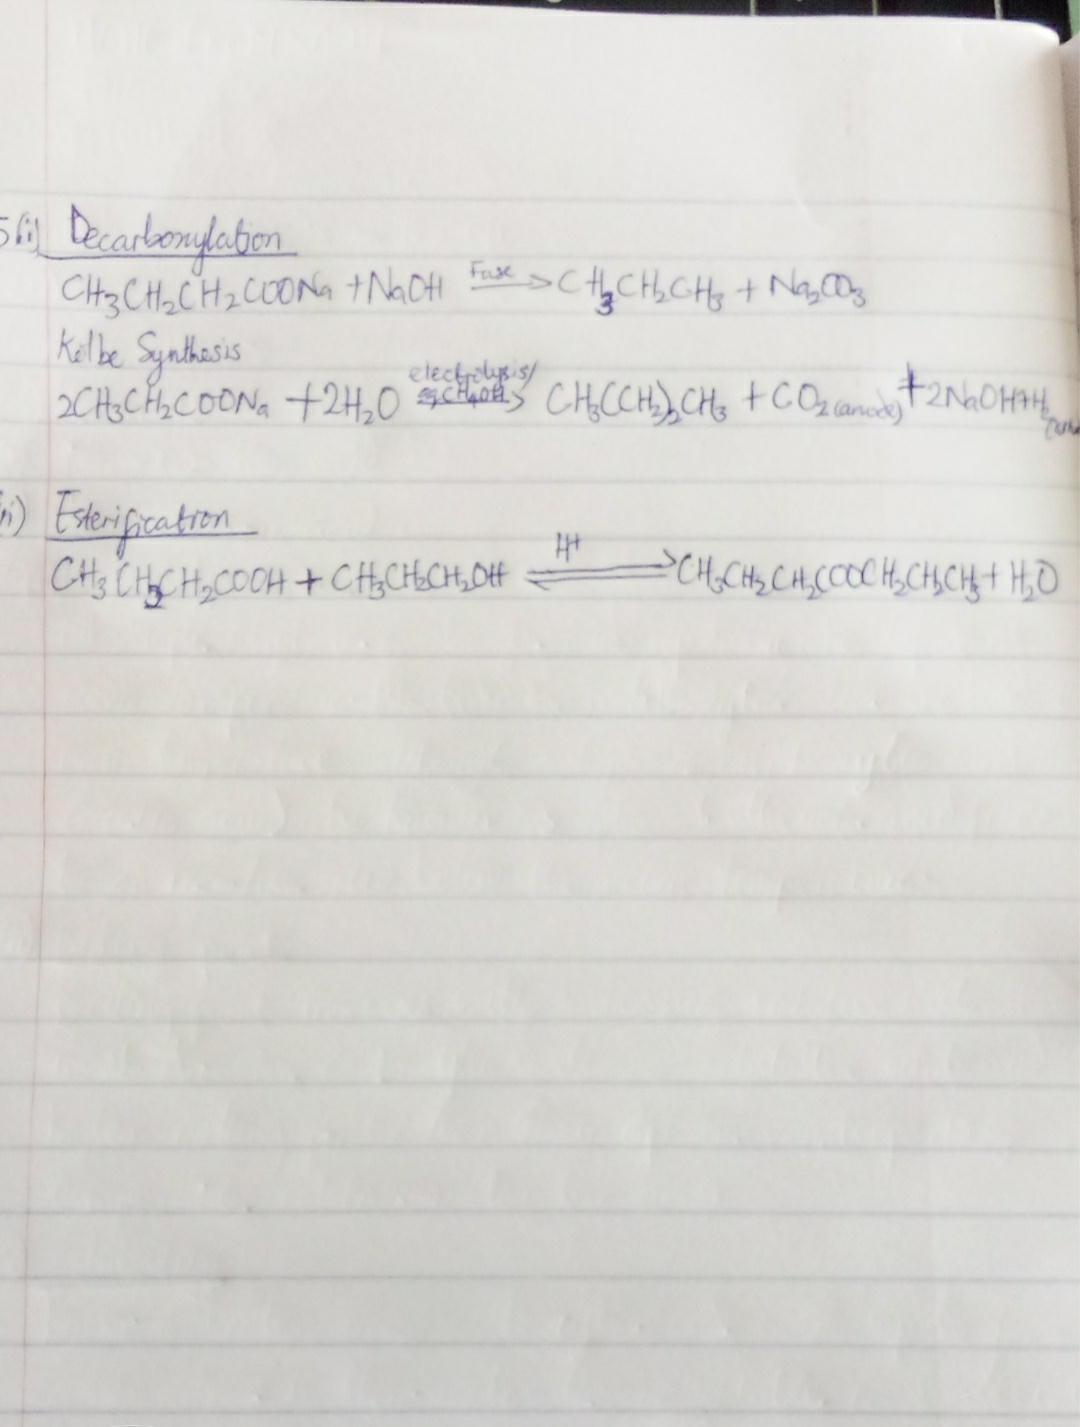 5(i) Decarboxylation
CH₃CH₂CH₂COONa + NaOH Fuse → CH₃CH₂CH₃ + Na₂CO₃
Kolbe Synthesis
2CH₃CH₂COONa + 2H₂O electrolysis/ → CH₃(CH₂)₂CH₃ + CO₂(anode) + 2NaOH + H₂
ii) Esterification
CH₃CH₂CH₂COOH + CH₃CH₂CH₂OH H⁺ ⇌ CH₃CH₂CH₂COOCH₂CH₂CH₃ + H₂O